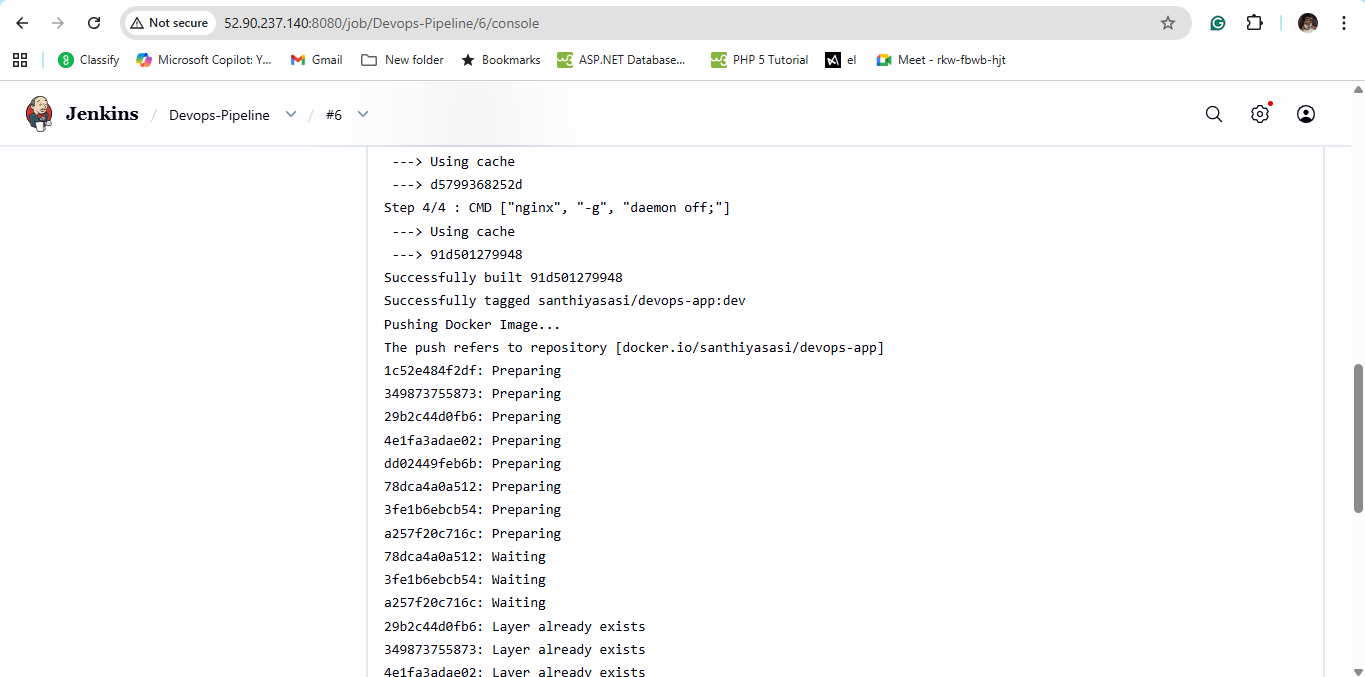 Not secure 52.90.237.140:8080/job/Devops-Pipeline/6/console
Classify Microsoft Copilot: Y... Gmail New folder Bookmarks ASP.NET Database... PHP 5 Tutorial el Meet - rkw-fbwb-hjt
Jenkins / Devops-Pipeline / #6
---> Using cache
---> d5799368252d
Step 4/4 : CMD ["nginx", "-g", "daemon off;"]
---> Using cache
---> 91d501279948
Successfully built 91d501279948
Successfully tagged santhiyasasi/devops-app:dev
Pushing Docker Image...
The push refers to repository [docker.io/santhiyasasi/devops-app]
1c52e484f2df: Preparing
349873755873: Preparing
29b2c44d0fb6: Preparing
4e1fa3adae02: Preparing
dd02449feb6b: Preparing
78dca4a0a512: Preparing
3fe1b6ebcb54: Preparing
a257f20c716c: Preparing
78dca4a0a512: Waiting
3fe1b6ebcb54: Waiting
a257f20c716c: Waiting
29b2c44d0fb6: Layer already exists
349873755873: Layer already exists
4e1fa3adae02: Layer already exists